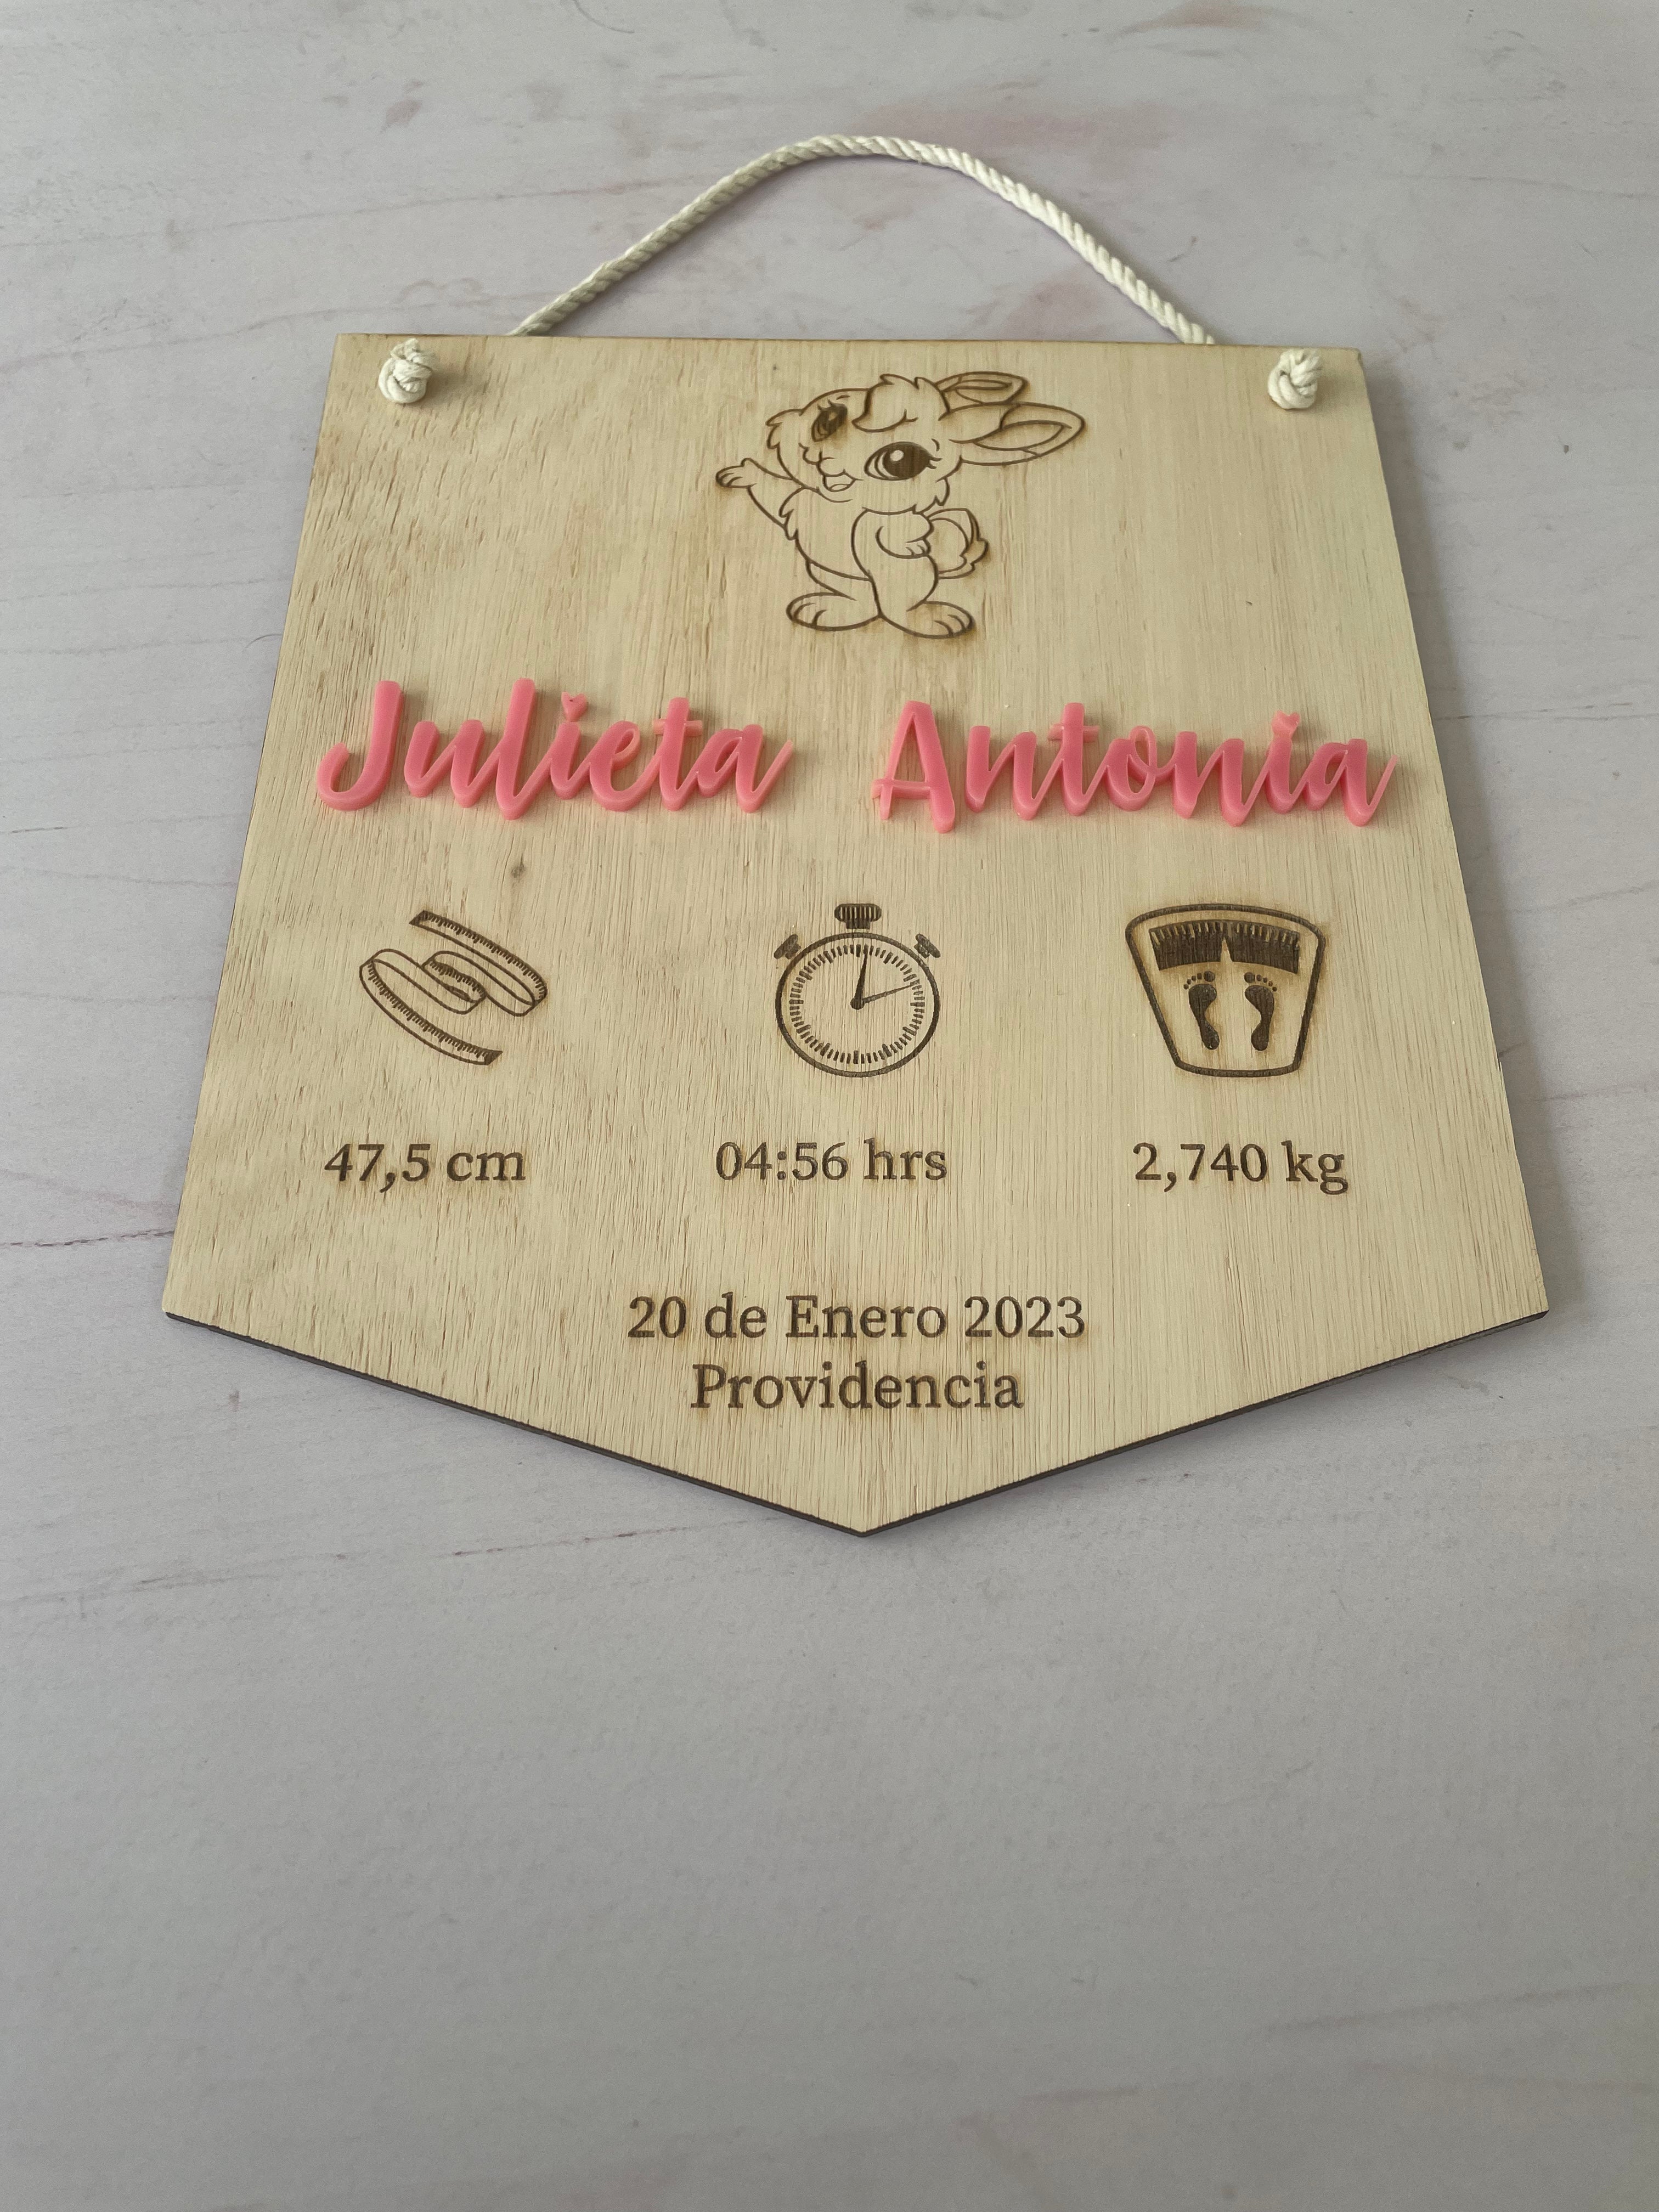 Julieta Antonia
47,5 cm 04:56 hrs 2,740 kg
20 de Enero 2023
Providencia